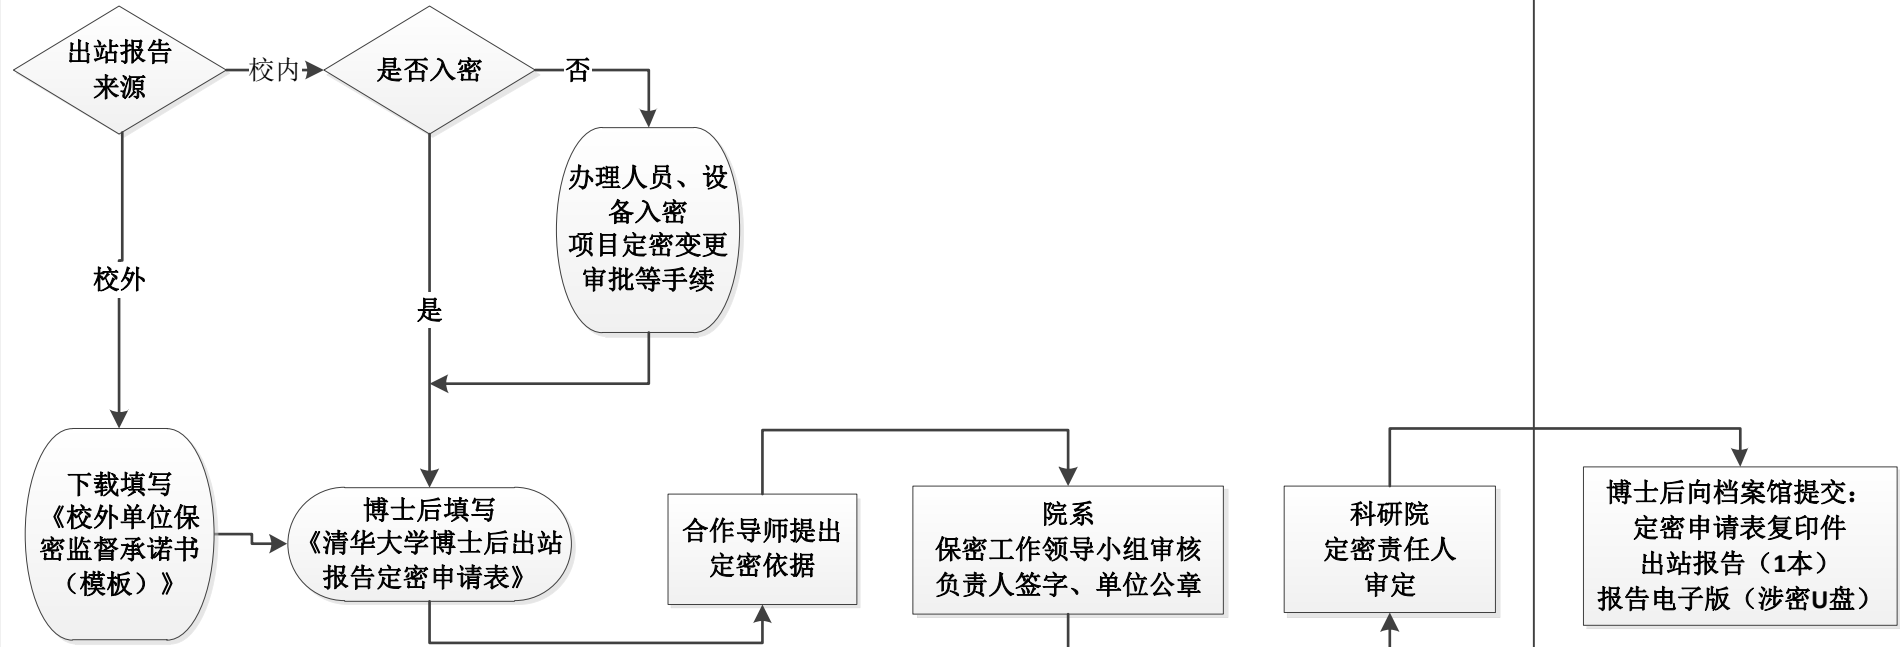 出站报告
来源
校内
是否入密
否
办理人员、设
备入密
项目定密变更
审批等手续
校外
是
下载填写
《校外单位保
密监督承诺书
（模板）》
博士后填写
《清华大学博士后出站
报告定密申请表》
合作导师提出
定密依据
院系
保密工作领导小组审核
负责人签字、单位公章
科研院
定密责任人
审定
博士后向档案馆提交：
定密申请表复印件
出站报告（1本）
报告电子版（涉密U盘）